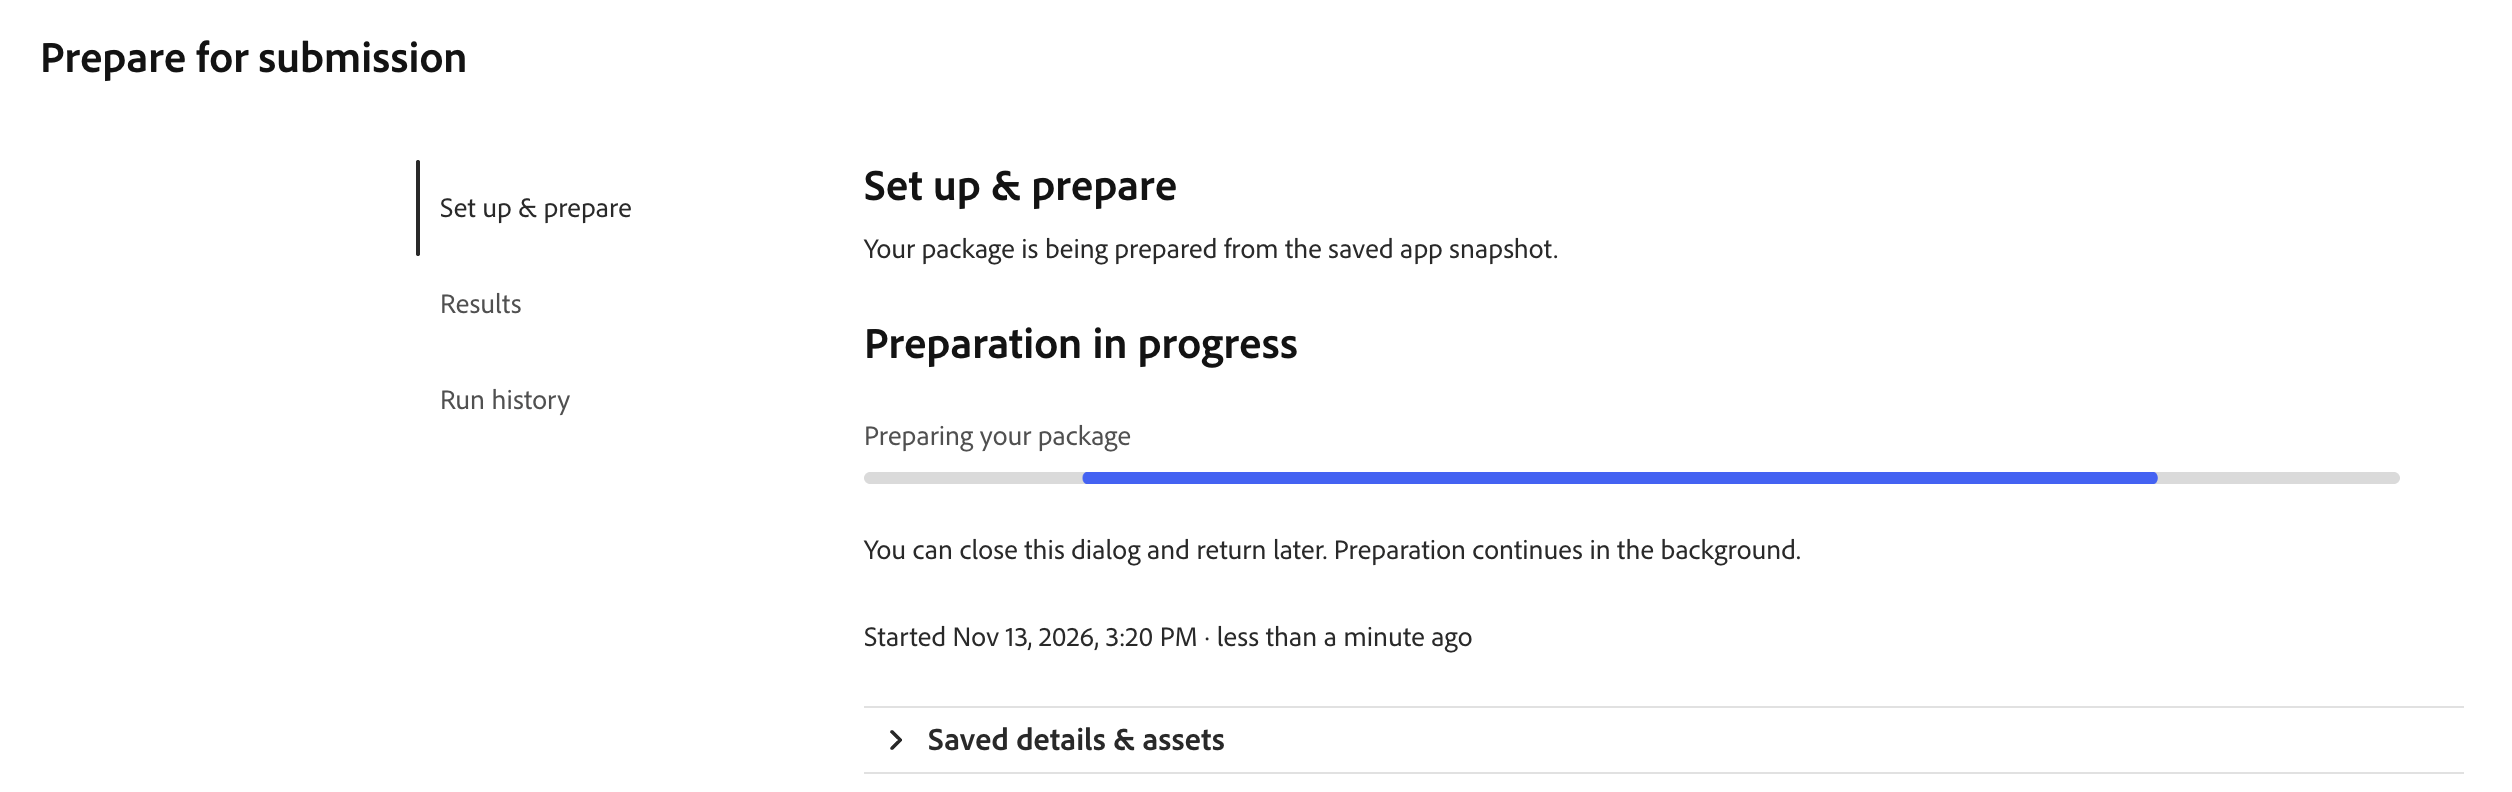 Prepare for submission
Set up & prepare
Results
Run history
Set up & prepare
Your package is being prepared from the saved app snapshot.
Preparation in progress
Preparing your package
You can close this dialog and return later. Preparation continues in the background.
Started Nov 13, 2026, 3:20 PM · less than a minute ago
Saved details & assets